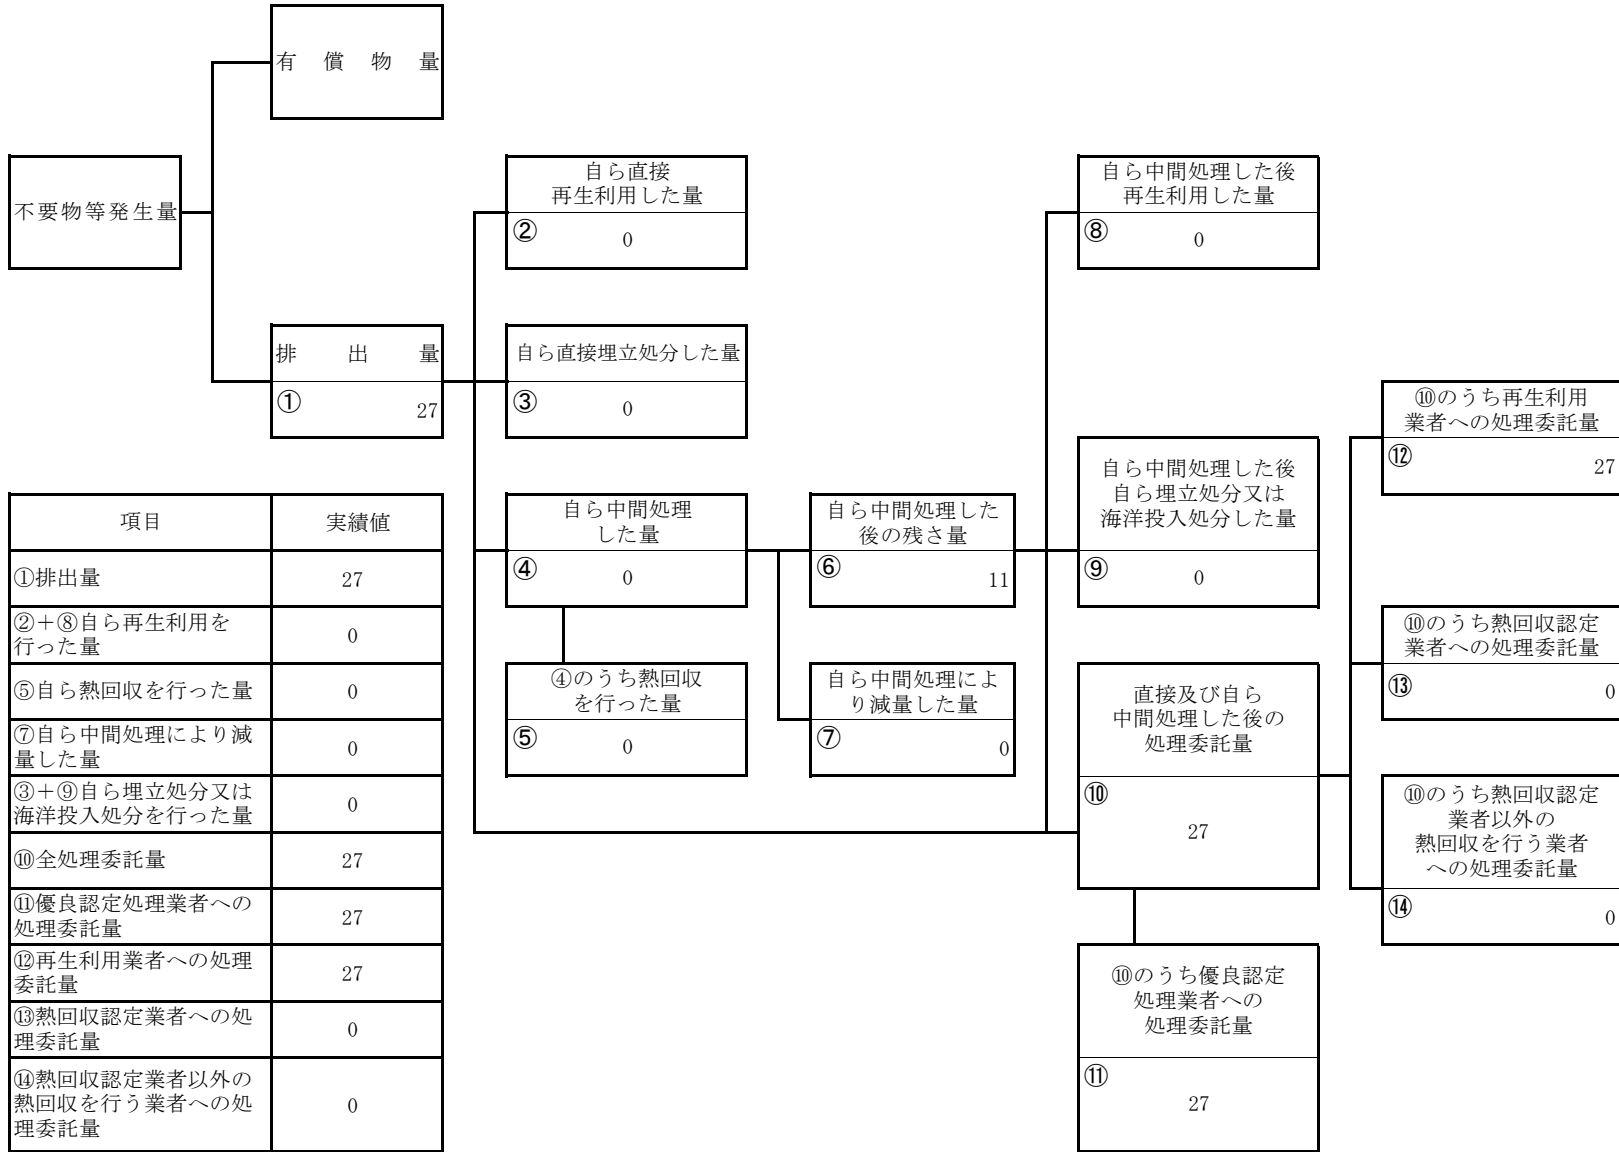 有償物量
不要物等発生量
排出量
①
27
自ら直接
再生利用した量
②
0
自ら直接埋立処分した量
③
0
自ら中間処理
した量
④
0
④のうち熱回収
を行った量
⑤
0
自ら中間処理した
後の残さ量
⑥
11
自ら中間処理によ
り減量した量
⑦
0
自ら中間処理した後
再生利用した量
⑧
0
自ら中間処理した後
自ら埋立処分又は
海洋投入処分した量
⑨
0
直接及び自ら
中間処理した後の
処理委託量
⑩
27
⑩のうち優良認定
処理業者への
処理委託量
⑪
27
⑩のうち再生利用
業者への処理委託量
⑫
27
⑩のうち熱回収認定
業者への処理委託量
⑬
0
⑩のうち熱回収認定
業者以外の
熱回収を行う業者
への処理委託量
⑭
0
項目 実績値
①排出量 27
②+⑧自ら再生利用を
行った量 0
⑤自ら熱回収を行った量 0
⑦自ら中間処理により減
量した量 0
③+⑨自ら埋立処分又は
海洋投入処分を行った量 0
⑩全処理委託量 27
⑪優良認定処理業者への
処理委託量 27
⑫再生利用業者への処理
委託量 27
⑬熱回収認定業者への処
理委託量 0
⑭熱回収認定業者以外の
熱回収を行う業者への処
理委託量 0